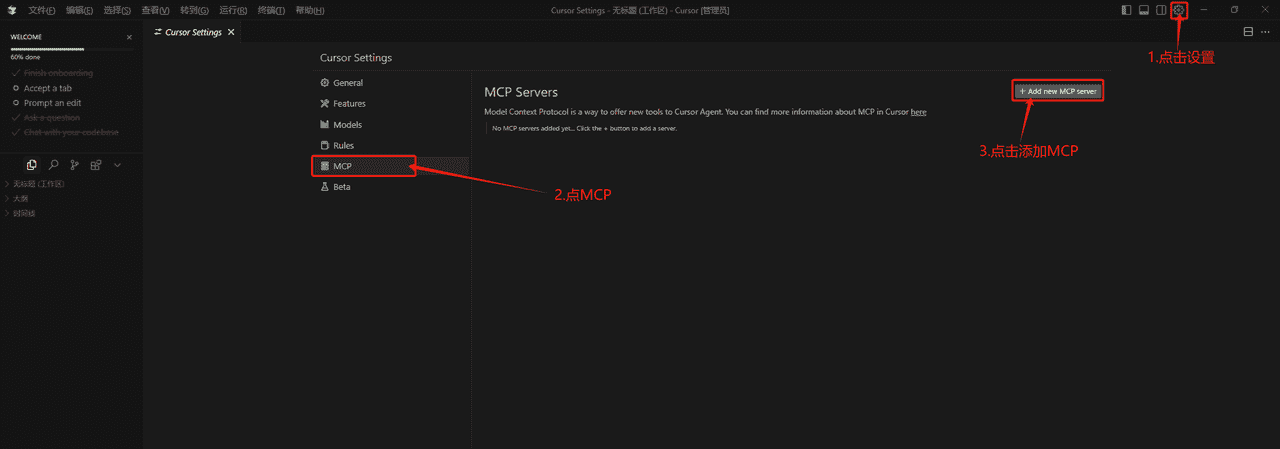 文件(F) 编辑(E) 选择(S) 查看(V) 转到(G) 运行(R) 终端(T) 帮助(H) Cursor Settings - 无标题 (工作区) - Cursor [管理员]
WELCOME
Cursor Settings
60% done
1.点击设置
Cursor Settings
Finish onboarding
Accept a tab
Prompt an edit
Ask a question
Chat with your codebase
无标题 (工作区)
大纲
时间线
General
Features
Models
Rules
MCP
Beta
2.点MCP
MCP Servers
+ Add new MCP server
Model Context Protocol is a way to offer new tools to Cursor Agent. You can find more information about MCP in Cursor here
No MCP servers added yet... Click the + button to add a server.
3.点击添加MCP